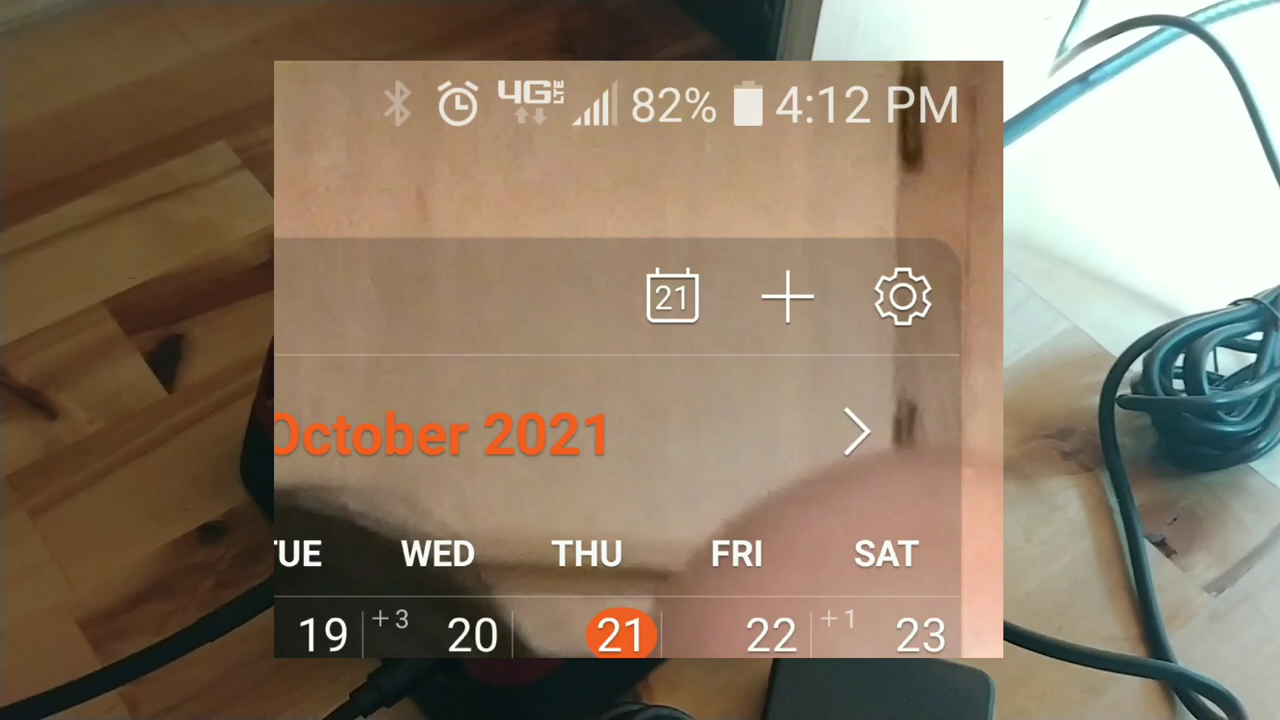 4G LTE 82% 4:12 PM
21
October 2021
TUE WED THU FRI SAT
19 +3 20 21 22 +1 23